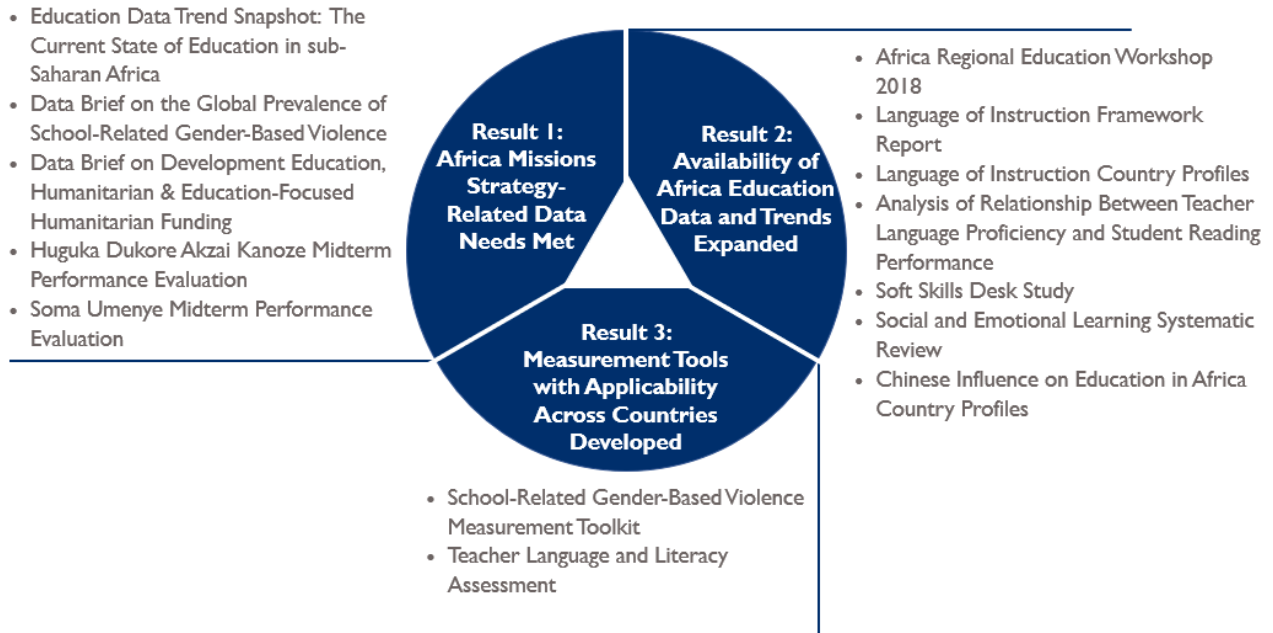 • Education Data Trend Snapshot: The
Current State of Education in sub-
Saharan Africa
• Data Brief on the Global Prevalence of
School-Related Gender-Based Violence
• Data Brief on Development Education,
Humanitarian & Education-Focused
Humanitarian Funding
• Huguka Dukore Akzai Kanoze Midterm
Performance Evaluation
• Soma Umenye Midterm Performance
Evaluation
Result 1:
Africa Missions
Strategy-
Related Data
Needs Met
Result 2:
Availability of
Africa Education
Data and Trends
Expanded
• Africa Regional Education Workshop
2018
• Language of Instruction Framework
Report
• Language of Instruction Country Profiles
• Analysis of Relationship Between Teacher
Language Proficiency and Student Reading
Performance
• Soft Skills Desk Study
• Social and Emotional Learning Systematic
Review
• Chinese Influence on Education in Africa
Country Profiles
Result 3:
Measurement Tools
with Applicability
Across Countries
Developed
• School-Related Gender-Based Violence
Measurement Toolkit
• Teacher Language and Literacy
Assessment